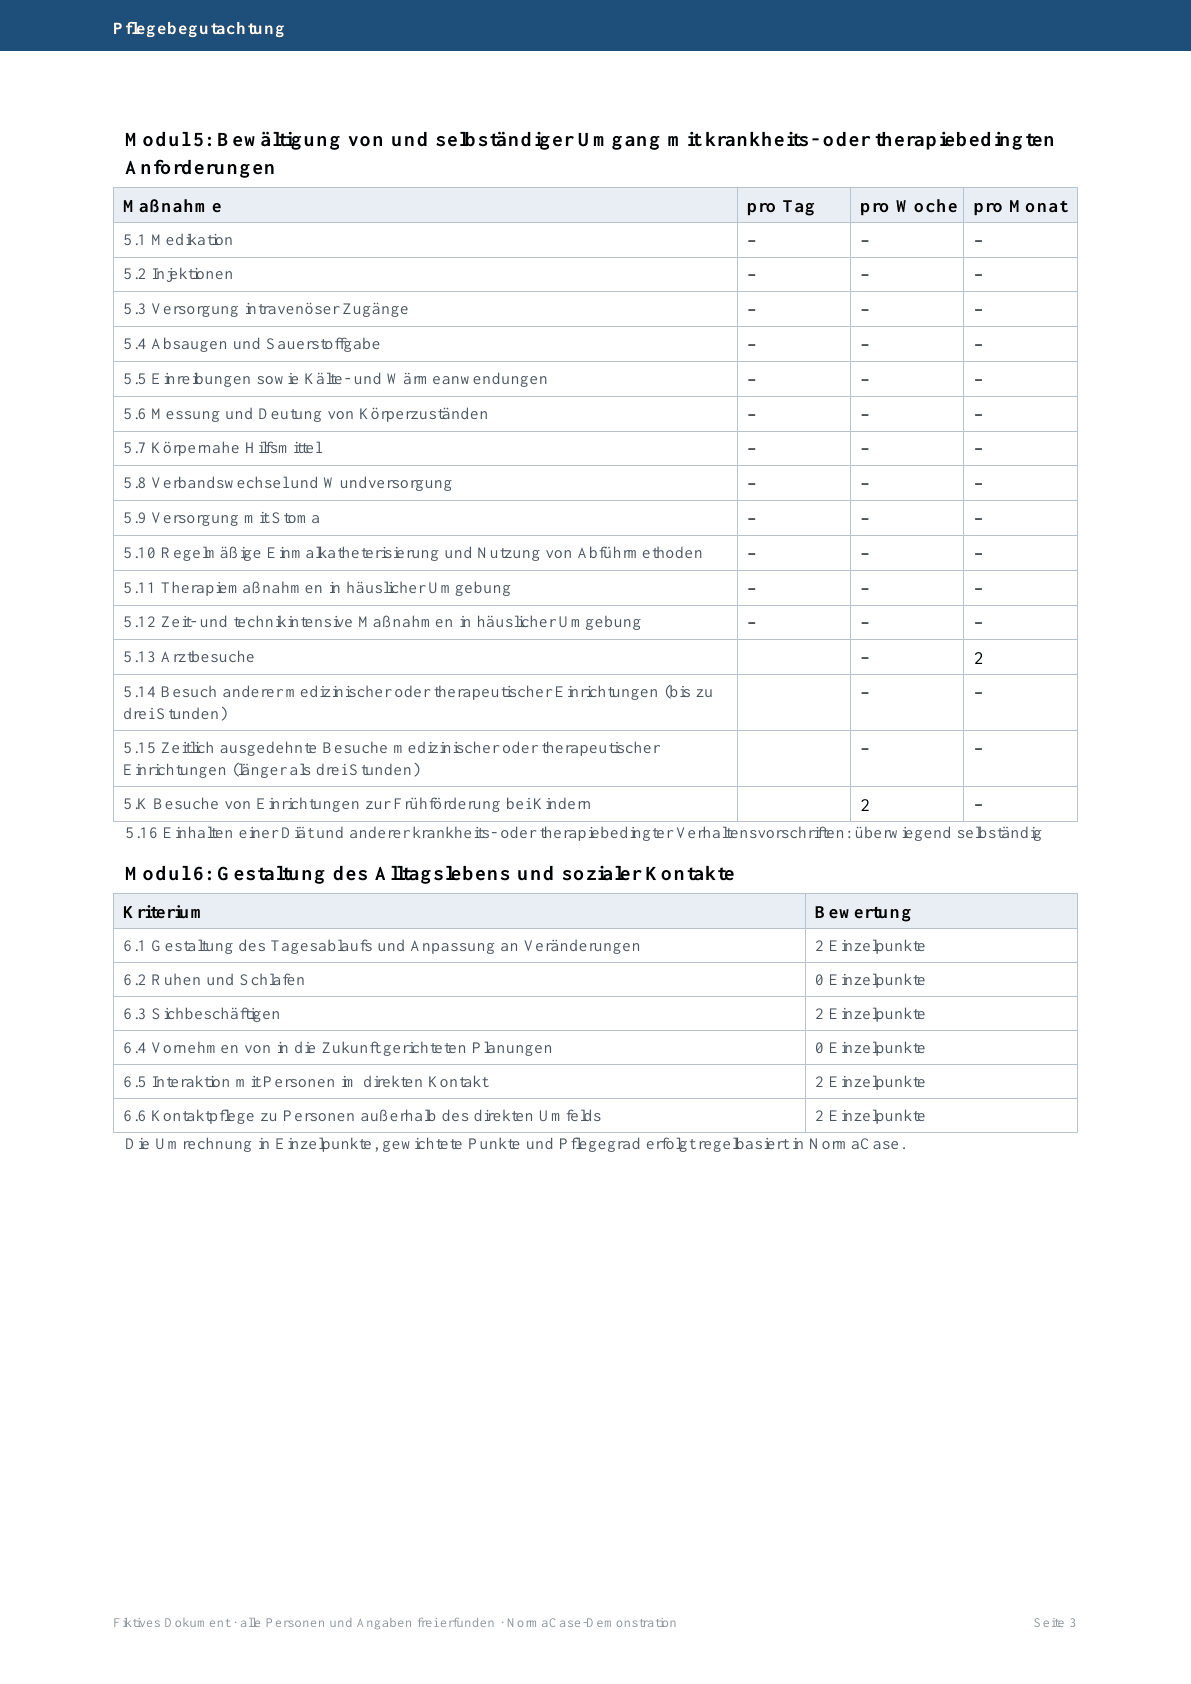 Pflegebegutachtung
Modul 5: Bewältigung von und selbständiger Umgang mit krankheits- oder therapiebedingten
Anforderungen
Maßnahme pro Tag pro Woche pro Monat
5.1 Medikation – – –
5.2 Injektionen – – –
5.3 Versorgung intravenöser Zugänge – – –
5.4 Absaugen und Sauerstoffgabe – – –
5.5 Einreibungen sowie Kälte- und Wärmeanwendungen – – –
5.6 Messung und Deutung von Körperzuständen – – –
5.7 Körpernahe Hilfsmittel – – –
5.8 Verbandswechsel und Wundversorgung – – –
5.9 Versorgung mit Stoma – – –
5.10 Regelmäßige Einmalkatheterisierung und Nutzung von Abführmethoden – – –
5.11 Therapiemaßnahmen in häuslicher Umgebung – – –
5.12 Zeit- und technikintensive Maßnahmen in häuslicher Umgebung – – –
5.13 Arztbesuche – 2
5.14 Besuch anderer medizinischer oder therapeutischer Einrichtungen (bis zu – –
drei Stunden)
5.15 Zeitlich ausgedehnte Besuche medizinischer oder therapeutischer – –
Einrichtungen (länger als drei Stunden)
5.K Besuche von Einrichtungen zur Frühförderung bei Kindern 2 –
5.16 Einhalten einer Diät und anderer krankheits- oder therapiebedingter Verhaltensvorschriften: überwiegend selbständig
Modul 6: Gestaltung des Alltagslebens und sozialer Kontakte
Kriterium Bewertung
6.1 Gestaltung des Tagesablaufs und Anpassung an Veränderungen 2 Einzelpunkte
6.2 Ruhen und Schlafen 0 Einzelpunkte
6.3 Sichbeschäftigen 2 Einzelpunkte
6.4 Vornehmen von in die Zukunft gerichteten Planungen 0 Einzelpunkte
6.5 Interaktion mit Personen im direkten Kontakt 2 Einzelpunkte
6.6 Kontaktpflege zu Personen außerhalb des direkten Umfelds 2 Einzelpunkte
Die Umrechnung in Einzelpunkte, gewichtete Punkte und Pflegegrad erfolgt regelbasiert in NormaCase.
Fiktives Dokument · alle Personen und Angaben frei erfunden · NormaCase-Demonstration Seite 3